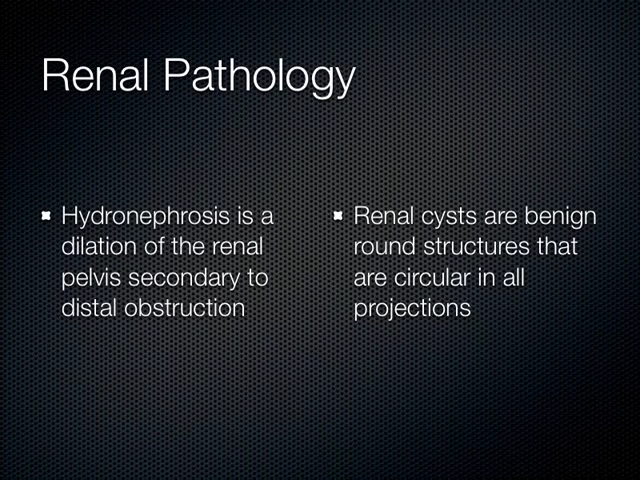 Renal Pathology
Hydronephrosis is a
dilation of the renal
pelvis secondary to
distal obstruction
Renal cysts are benign
round structures that
are circular in all
projections